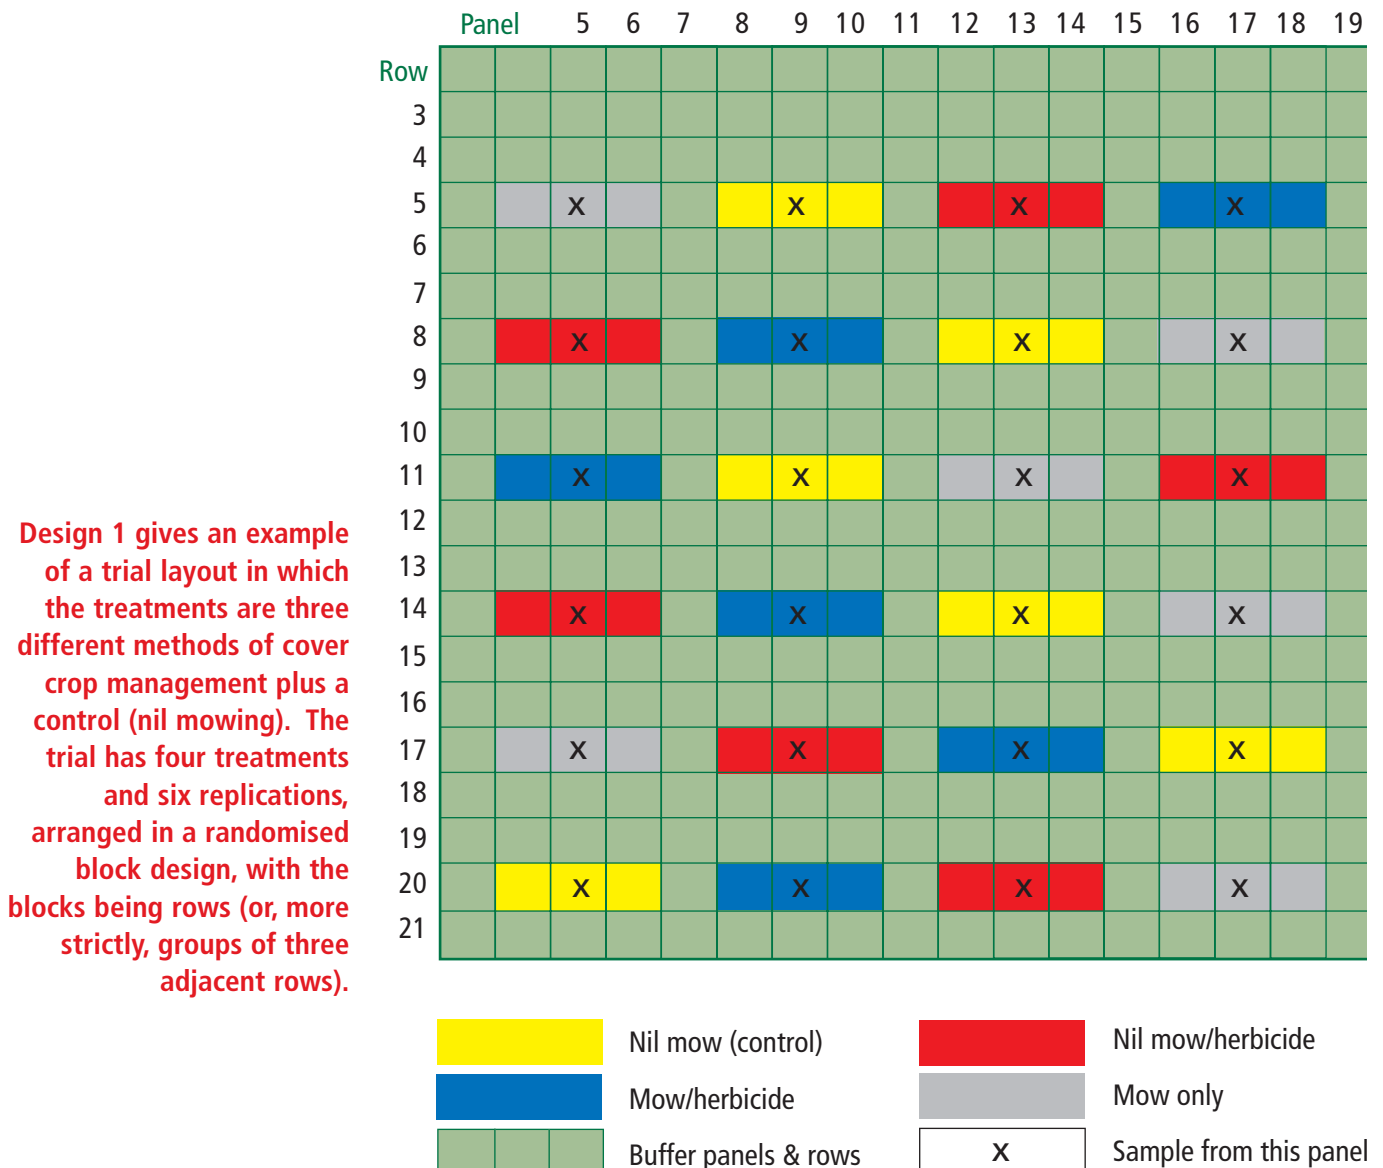 Panel 5 6 7 8 9 10 11 12 13 14 15 16 17 18 19
Row
3
4
5 x x x x
6
7
8 x x x x
9
10
11 x x x x
12
13
14 x x x x
15
16
17 x x x x
18
19
20 x x x x
21
Design 1 gives an example
of a trial layout in which
the treatments are three
different methods of cover
crop management plus a
control (nil mowing). The
trial has four treatments
and six replications,
arranged in a randomised
block design, with the
blocks being rows (or, more
strictly, groups of three
adjacent rows).
Nil mow (control)
Nil mow/herbicide
Mow/herbicide
Mow only
Buffer panels & rows
x Sample from this panel